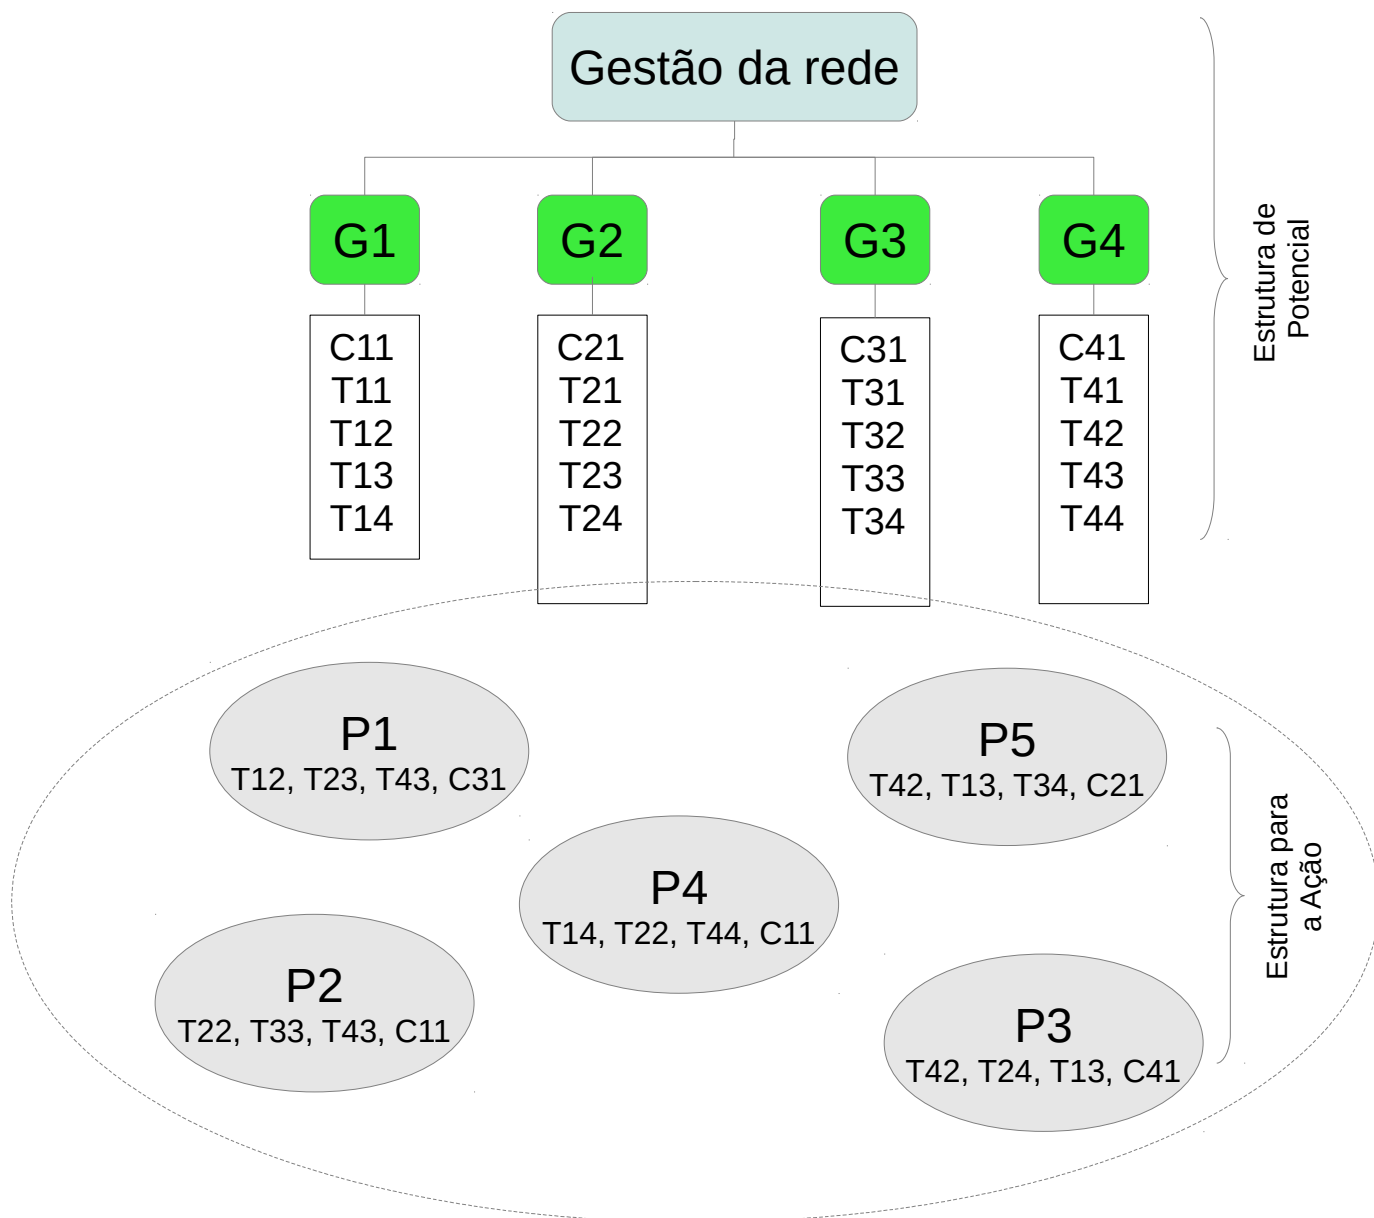 Gestão da rede
G1
G2
G3
G4
C11
T11
T12
T13
T14
C21
T21
T22
T23
T24
C31
T31
T32
T33
T34
C41
T41
T42
T43
T44
Estrutura de
Potencial
P1
T12, T23, T43, C31
P5
T42, T13, T34, C21
P4
T14, T22, T44, C11
P2
T22, T33, T43, C11
P3
T42, T24, T13, C41
Estrutura para
a Ação